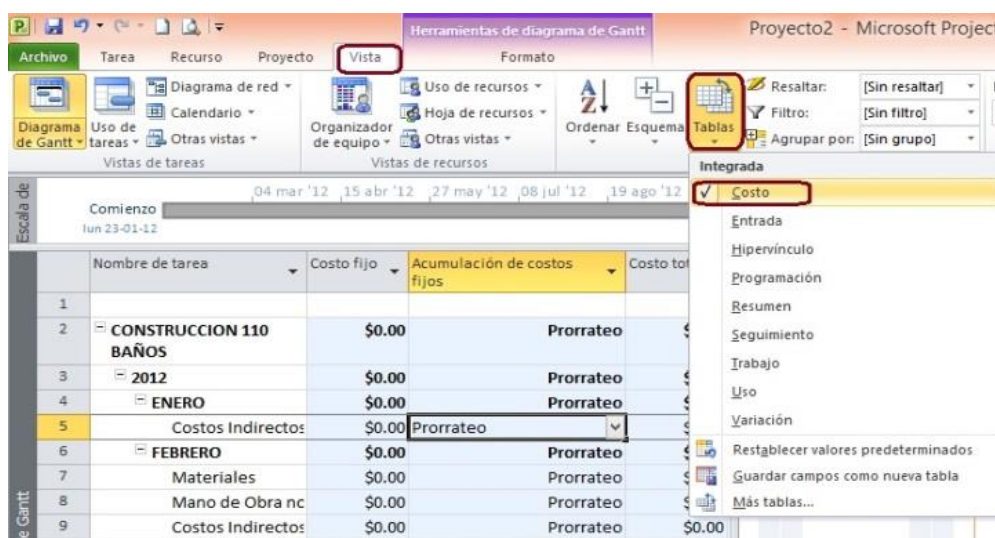 Herramientas de diagrama de Gantt
Proyecto2 - Microsoft Project
Archivo Tarea Recurso Proyecto Vista Formato
Diagrama de Gantt
Uso de tareas
Diagrama de red
Calendario
Otras vistas
Vistas de tareas
Organizador de equipo
Uso de recursos
Hoja de recursos
Otras vistas
Vistas de recursos
Ordenar
Esquema
Tablas
Resaltar: [Sin resaltar]
Filtro: [Sin filtro]
Agrupar por: [Sin grupo]
Integrada
Costo
Entrada
Hipervínculo
Programación
Resumen
Seguimiento
Trabajo
Uso
Variación
Restablecer valores predeterminados
Guardar campos como nueva tabla
Más tablas...
Escala de
04 mar '12 15 abr '12 27 may '12 08 jul '12 19 ago '12
Comienzo
lun 23-01-12
Nombre de tarea Costo fijo Acumulación de costos fijos Costo tot
1
2 CONSTRUCCION 110 BAÑOS $0.00 Prorrateo $
3 2012 $0.00 Prorrateo $
4 ENERO $0.00 Prorrateo $
5 Costos Indirectos $0.00 Prorrateo $
6 FEBRERO $0.00 Prorrateo $
7 Materiales $0.00 Prorrateo $
8 Mano de Obra nc $0.00 Prorrateo $
9 Costos Indirectos $0.00 Prorrateo $0.00
e Gantt